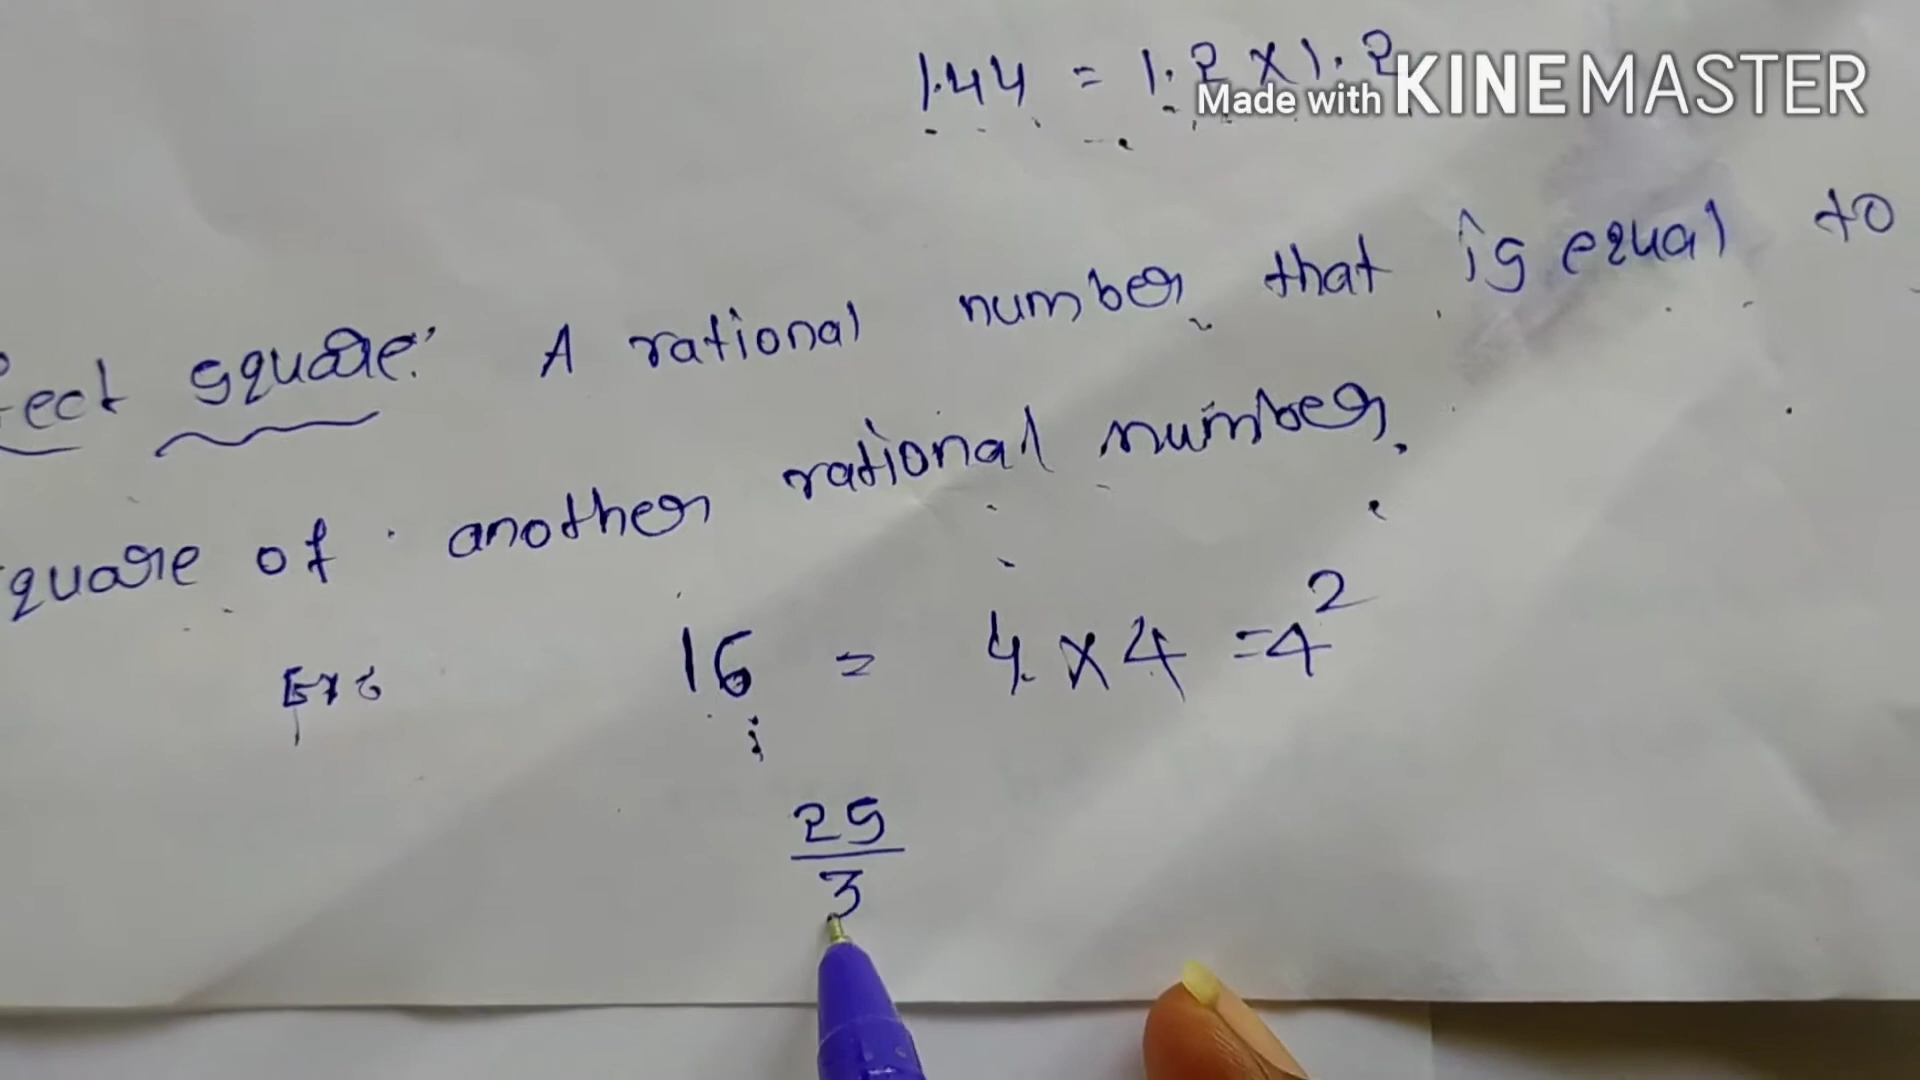 1.44 = 1.2 x 1.2
Made with KINEMASTER
fect square: A rational number that is equal to
quare of another rational number.
Ex: 16 = 4 x 4 = 4²
25
3